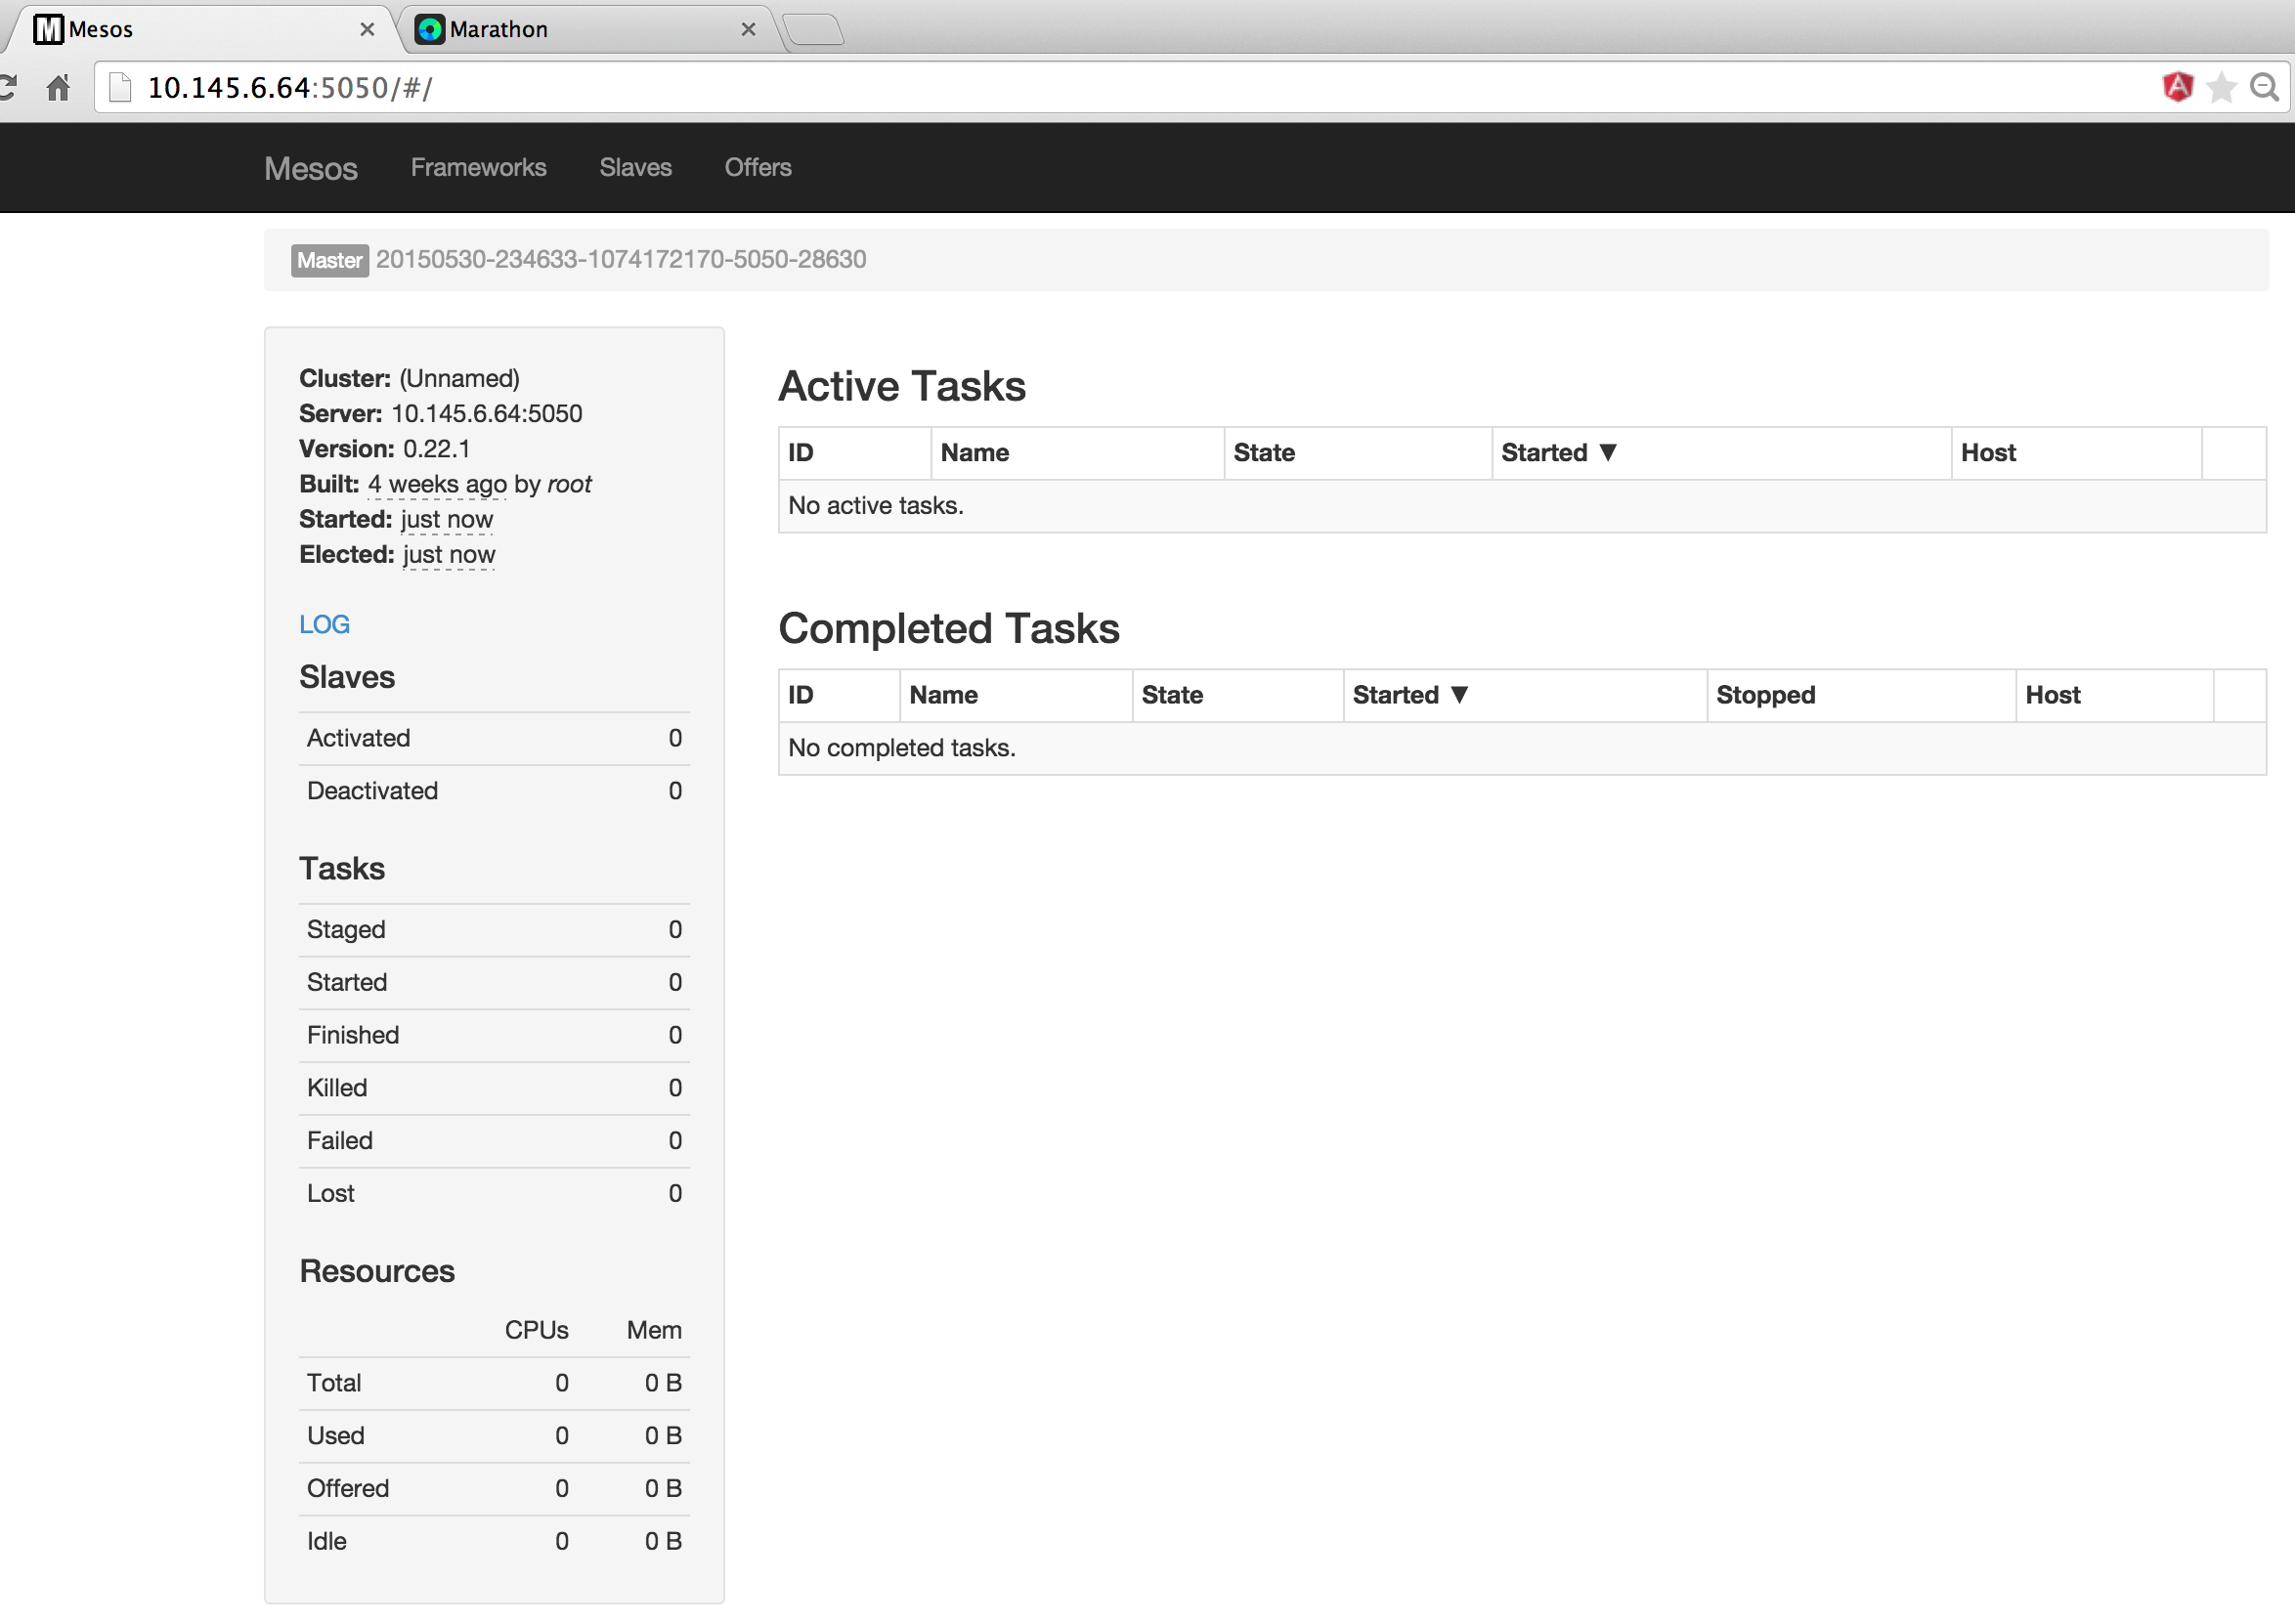 Mesos
Marathon
10.145.6.64:5050/#/
Mesos Frameworks Slaves Offers
Master 20150530-234633-1074172170-5050-28630
Cluster: (Unnamed)
Server: 10.145.6.64:5050
Version: 0.22.1
Built: 4 weeks ago by root
Started: just now
Elected: just now
LOG
Slaves
Activated 0
Deactivated 0
Tasks
Staged 0
Started 0
Finished 0
Killed 0
Failed 0
Lost 0
Resources
CPUs Mem
Total 0 0 B
Used 0 0 B
Offered 0 0 B
Idle 0 0 B
Active Tasks
ID Name State Started ▼ Host
No active tasks.
Completed Tasks
ID Name State Started ▼ Stopped Host
No completed tasks.